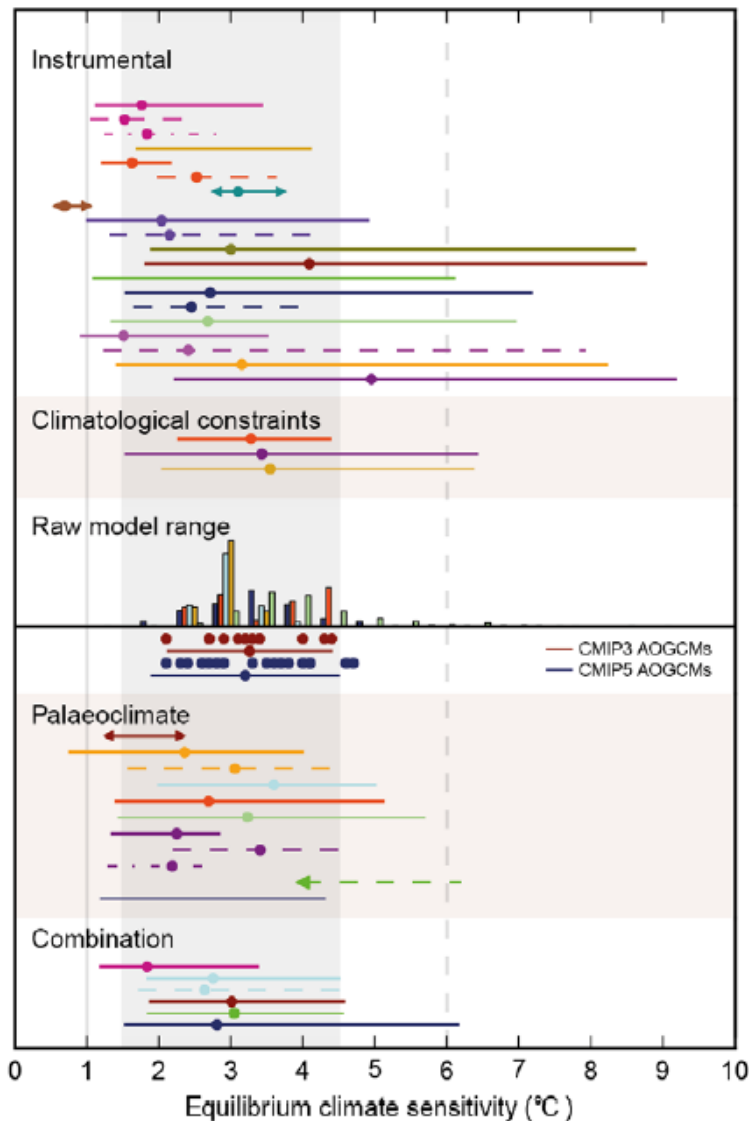 Instrumental
Climatological constraints
Raw model range
CMIP3 AOGCMs
CMIP5 AOGCMs
Palaeoclimate
Combination
0 1 2 3 4 5 6 7 8 9 10
Equilibrium climate sensitivity (°C )